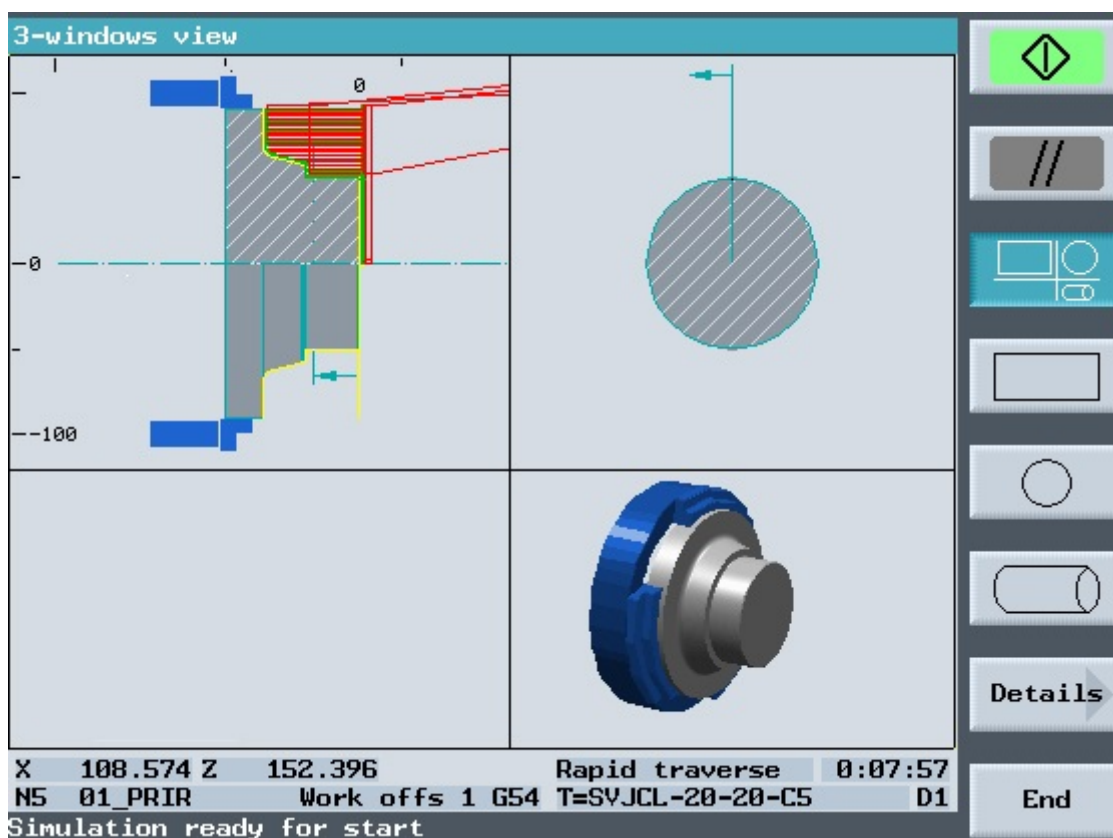 3-windows view
0
0
-100
X 108.574 Z 152.396 Rapid traverse 0:07:57
N5 01_PRIR Work offs 1 G54 T=SVJCL-20-20-C5 D1
Simulation ready for start
//
Details
End